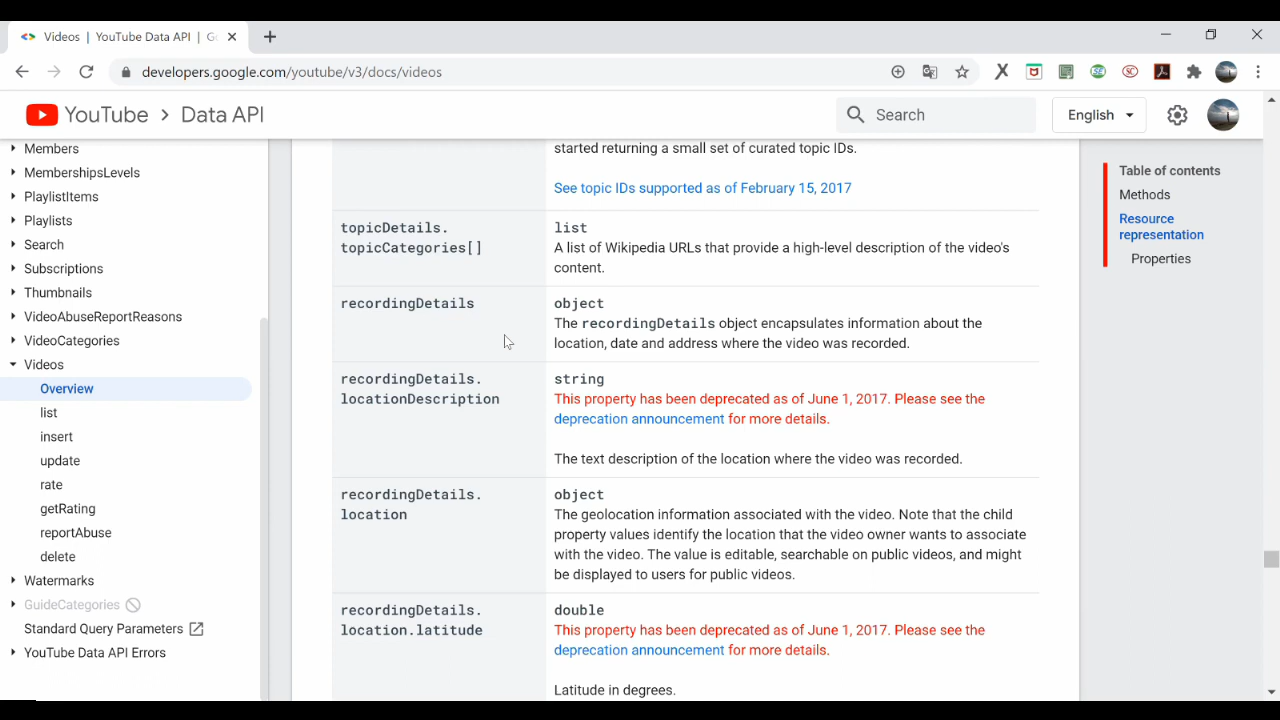 Videos | YouTube Data API | Go
developers.google.com/youtube/v3/docs/videos
YouTube > Data API
Search
English
Members
MembershipsLevels
PlaylistItems
Playlists
Search
Subscriptions
Thumbnails
VideoAbuseReportReasons
VideoCategories
Videos
Overview
list
insert
update
rate
getRating
reportAbuse
delete
Watermarks
GuideCategories
Standard Query Parameters
YouTube Data API Errors
started returning a small set of curated topic IDs.
See topic IDs supported as of February 15, 2017
topicDetails.
topicCategories[]
list
A list of Wikipedia URLs that provide a high-level description of the video's
content.
recordingDetails
object
The recordingDetails object encapsulates information about the
location, date and address where the video was recorded.
recordingDetails.
locationDescription
string
This property has been deprecated as of June 1, 2017. Please see the
deprecation announcement for more details.
The text description of the location where the video was recorded.
recordingDetails.
location
object
The geolocation information associated with the video. Note that the child
property values identify the location that the video owner wants to associate
with the video. The value is editable, searchable on public videos, and might
be displayed to users for public videos.
recordingDetails.
location.latitude
double
This property has been deprecated as of June 1, 2017. Please see the
deprecation announcement for more details.
Latitude in degrees.
Table of contents
Methods
Resource
representation
Properties